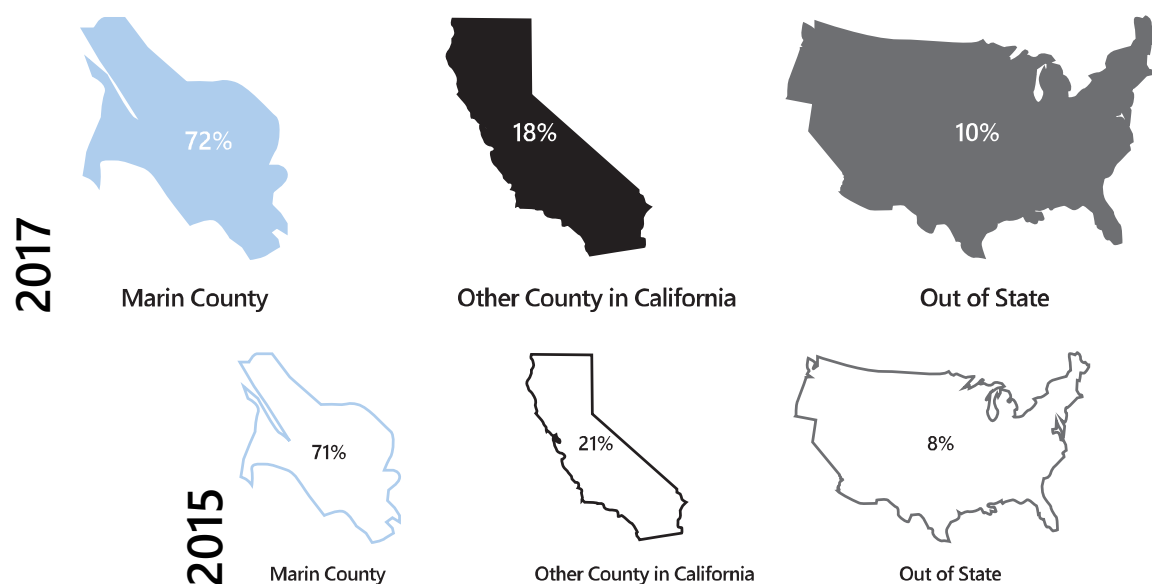 2017
72%
18%
10%
Marin County
Other County in California
Out of State
2015
71%
21%
8%
Marin County
Other County in California
Out of State